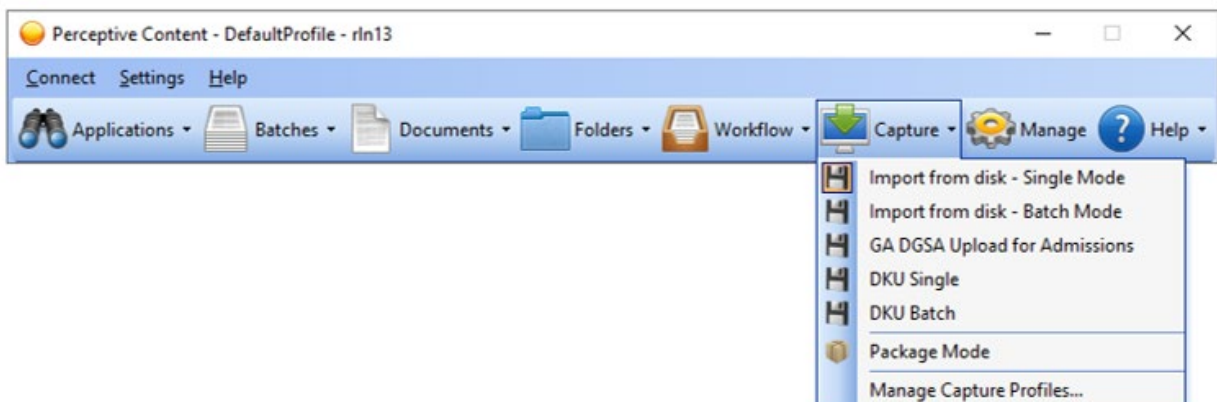 Perceptive Content - DefaultProfile - rln13
Connect Settings Help
Applications Batches Documents Folders Workflow Capture Manage ? Help
Import from disk - Single Mode
Import from disk - Batch Mode
GA DGSA Upload for Admissions
DKU Single
DKU Batch
Package Mode
Manage Capture Profiles...